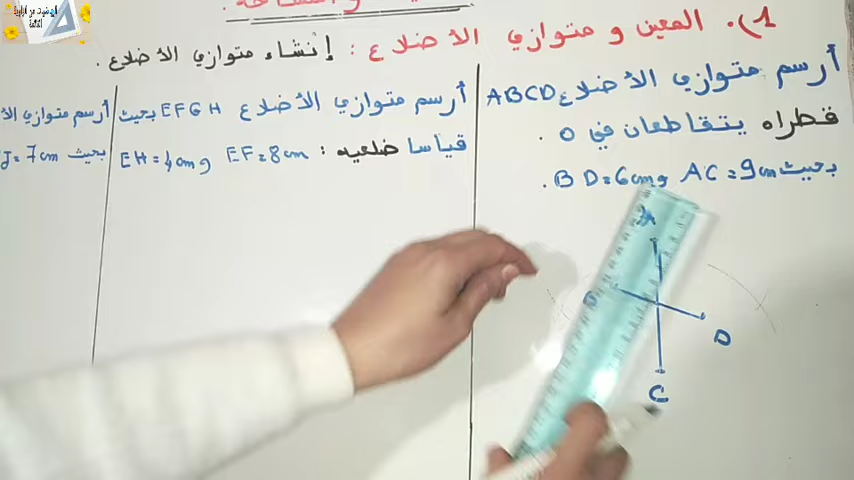 1). المعين و متوازي الأضلاع : إنشاء متوازي الأضلاع.
أرسم متوازي الأضلاع ABCD
قطراه يتقاطعان في O.
بحيث AC=9cm و BD=6cm.
A
D
C
أرسم متوازي الأضلاع EFGH بحيث
قياسا ضلعيه : EF=8cm و EH=4cm
أرسم متوازي
بحيث
=7cm